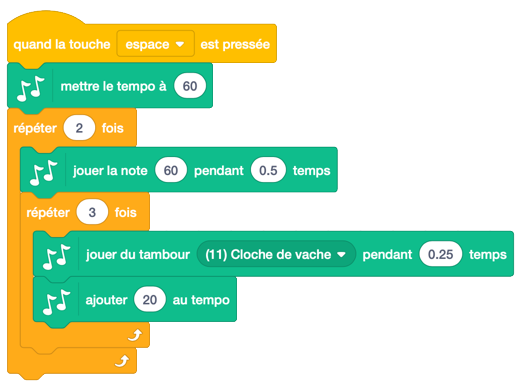 quand la touche espace est pressée
mettre le tempo à 60
répéter 2 fois
jouer la note 60 pendant 0.5 temps
répéter 3 fois
jouer du tambour (11) Cloche de vache pendant 0.25 temps
ajouter 20 au tempo